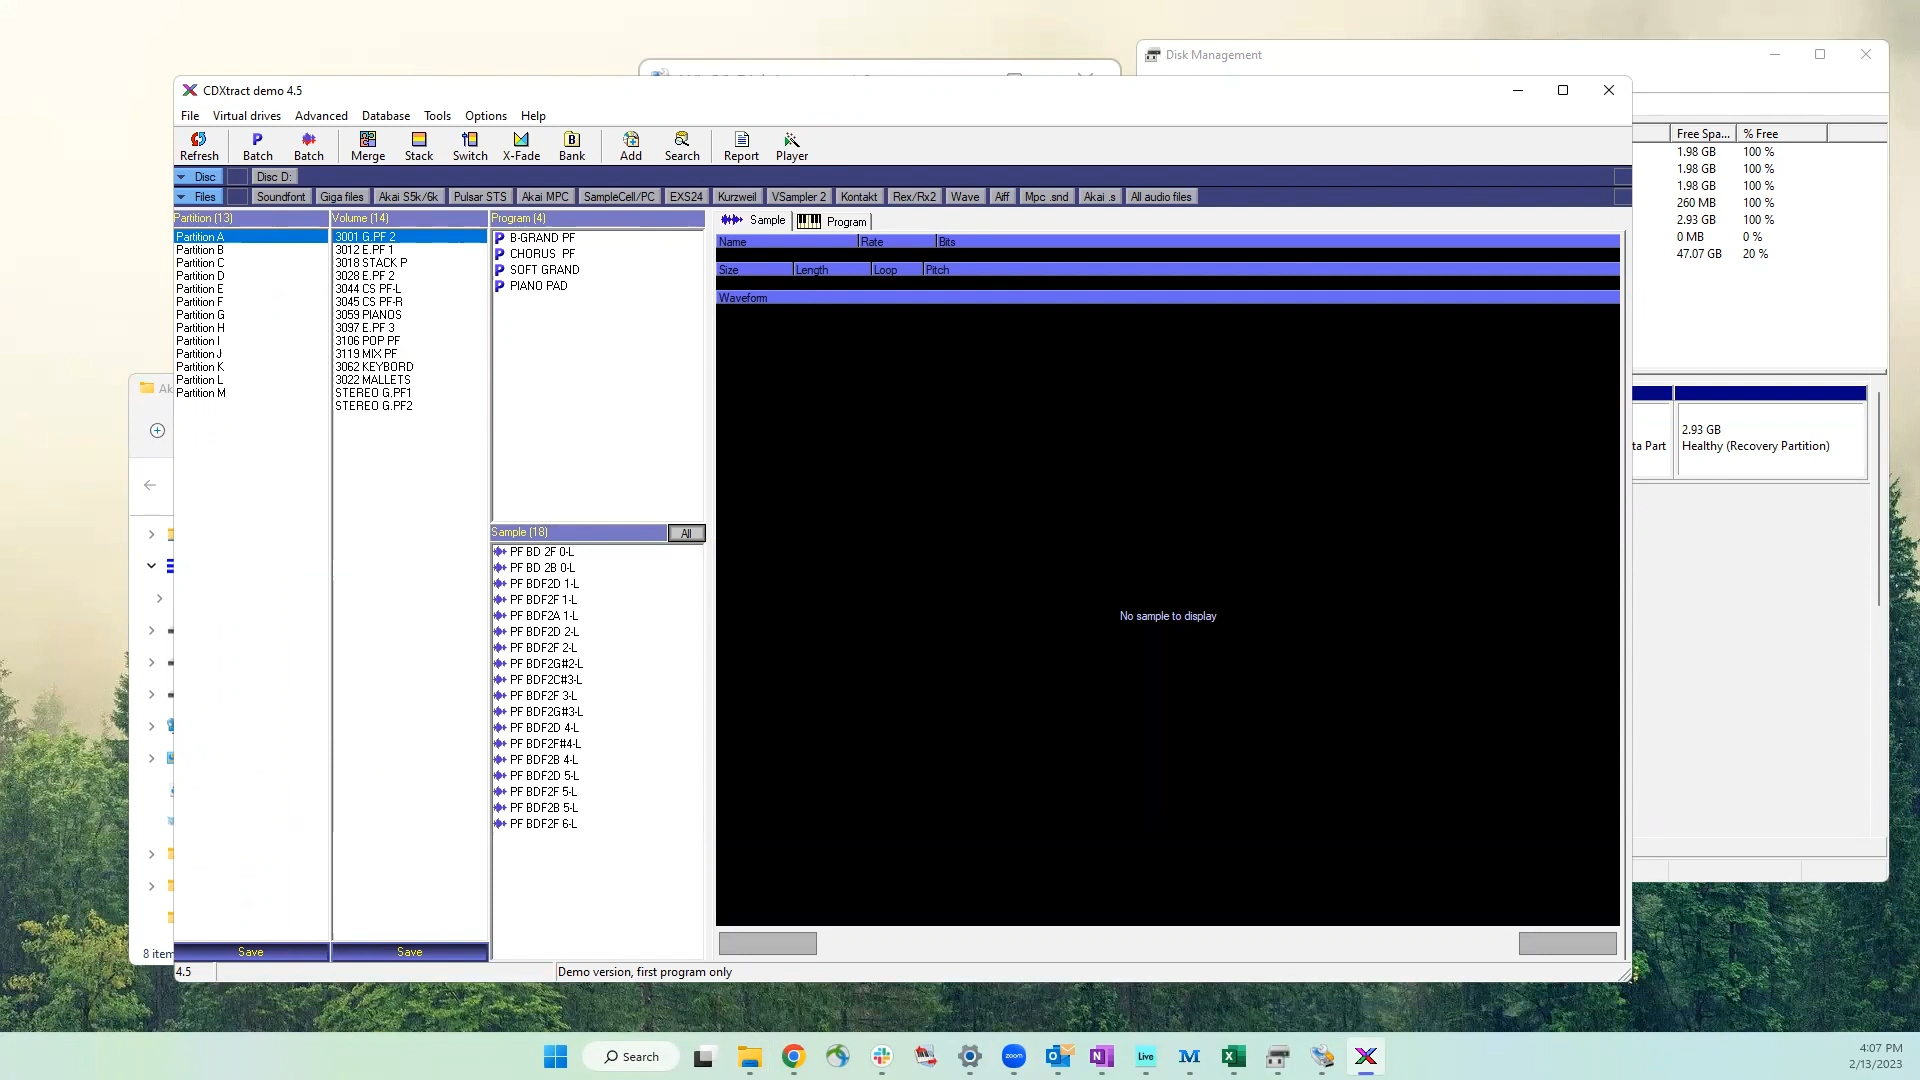 Disk Management
CDXtract demo 4.5
File Virtual drives Advanced Database Tools Options Help
Refresh Batch Batch Merge Stack Switch X-Fade Bank Add Search Report Player
Disc Disc D:
Files Soundfont Giga files Akai S5k/6k Pulsar STS Akai MPC SampleCell/PC EXS24 Kurzweil VSampler 2 Kontakt Rex/Rx2 Wave Aiff Mpc .snd Akai .s All audio files
Partition (13)
Partition A
Partition B
Partition C
Partition D
Partition E
Partition F
Partition G
Partition H
Partition I
Partition J
Partition K
Partition L
Partition M
Save
Volume (14)
3001 G.PF 2
3012 E.PF 1
3018 STACK P
3028 E.PF 2
3044 CS PF-L
3045 CS PF-R
3059 PIANOS
3097 E.PF 3
3106 POP PF
3119 MIX PF
3062 KEYBORD
3022 MALLETS
STEREO G.PF1
STEREO G.PF2
Save
Program (4)
B-GRAND PF
CHORUS PF
SOFT GRAND
PIANO PAD
Sample (18) All
PF BD 2F 0-L
PF BD 2B 0-L
PF BDF2D 1-L
PF BDF2F 1-L
PF BDF2A 1-L
PF BDF2D 2-L
PF BDF2F 2-L
PF BDF2G#2-L
PF BDF2C#3-L
PF BDF2F 3-L
PF BDF2G#3-L
PF BDF2D 4-L
PF BDF2F#4-L
PF BDF2B 4-L
PF BDF2D 5-L
PF BDF2F 5-L
PF BDF2B 5-L
PF BDF2F 6-L
Sample Program
Name Rate Bits
Size Length Loop Pitch
Waveform
No sample to display
4.5 Demo version, first program only
Free Spa... % Free
1.98 GB 100 %
1.98 GB 100 %
1.98 GB 100 %
260 MB 100 %
2.93 GB 100 %
0 MB 0 %
47.07 GB 20 %
ta Part
2.93 GB
Healthy (Recovery Partition)
Ak
8 item
Search
zoom
Live
4:07 PM
2/13/2023